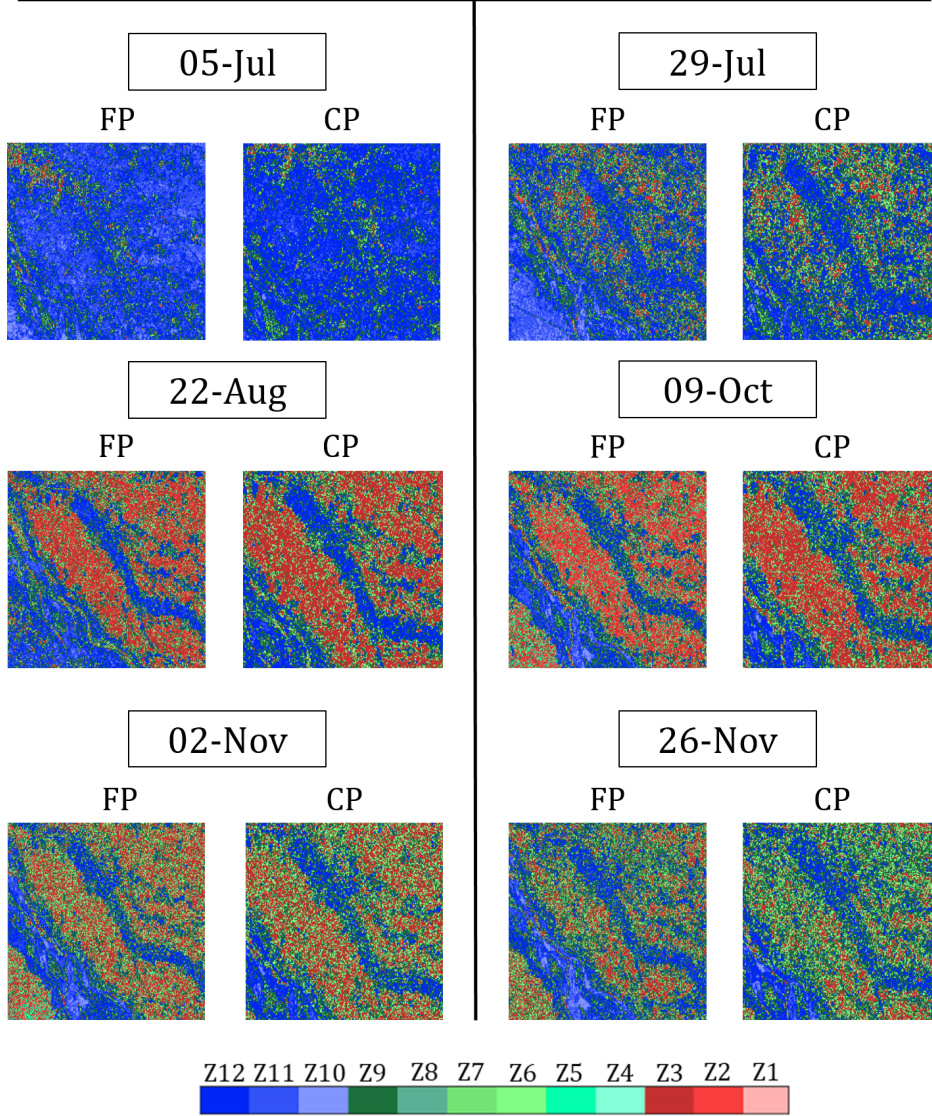 05-Jul
29-Jul
FP CP
FP CP
22-Aug
09-Oct
FP CP
FP CP
02-Nov
26-Nov
FP CP
FP CP
Z12 Z11 Z10 Z9 Z8 Z7 Z6 Z5 Z4 Z3 Z2 Z1